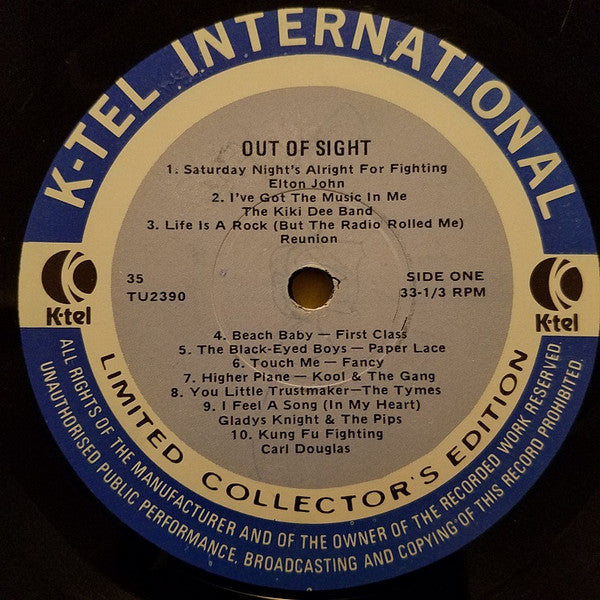 K-TEL INTERNATIONAL
OUT OF SIGHT
1. Saturday Night's Alright For Fighting
Elton John
2. I've Got The Music In Me
The Kiki Dee Band
3. Life Is A Rock (But The Radio Rolled Me)
Reunion
35
TU2390
SIDE ONE
33-1/3 RPM
K-tel
K-tel
4. Beach Baby — First Class
5. The Black-Eyed Boys — Paper Lace
6. Touch Me — Fancy
7. Higher Plane — Kool & The Gang
8. You Little Trustmaker — The Tymes
9. I Feel A Song (In My Heart)
Gladys Knight & The Pips
10. Kung Fu Fighting
Carl Douglas
LIMITED COLLECTOR'S EDITION
ALL RIGHTS OF THE MANUFACTURER AND OF THE OWNER OF THE RECORDED WORK RESERVED.
UNAUTHORISED PUBLIC PERFORMANCE, BROADCASTING AND COPYING OF THIS RECORD PROHIBITED.